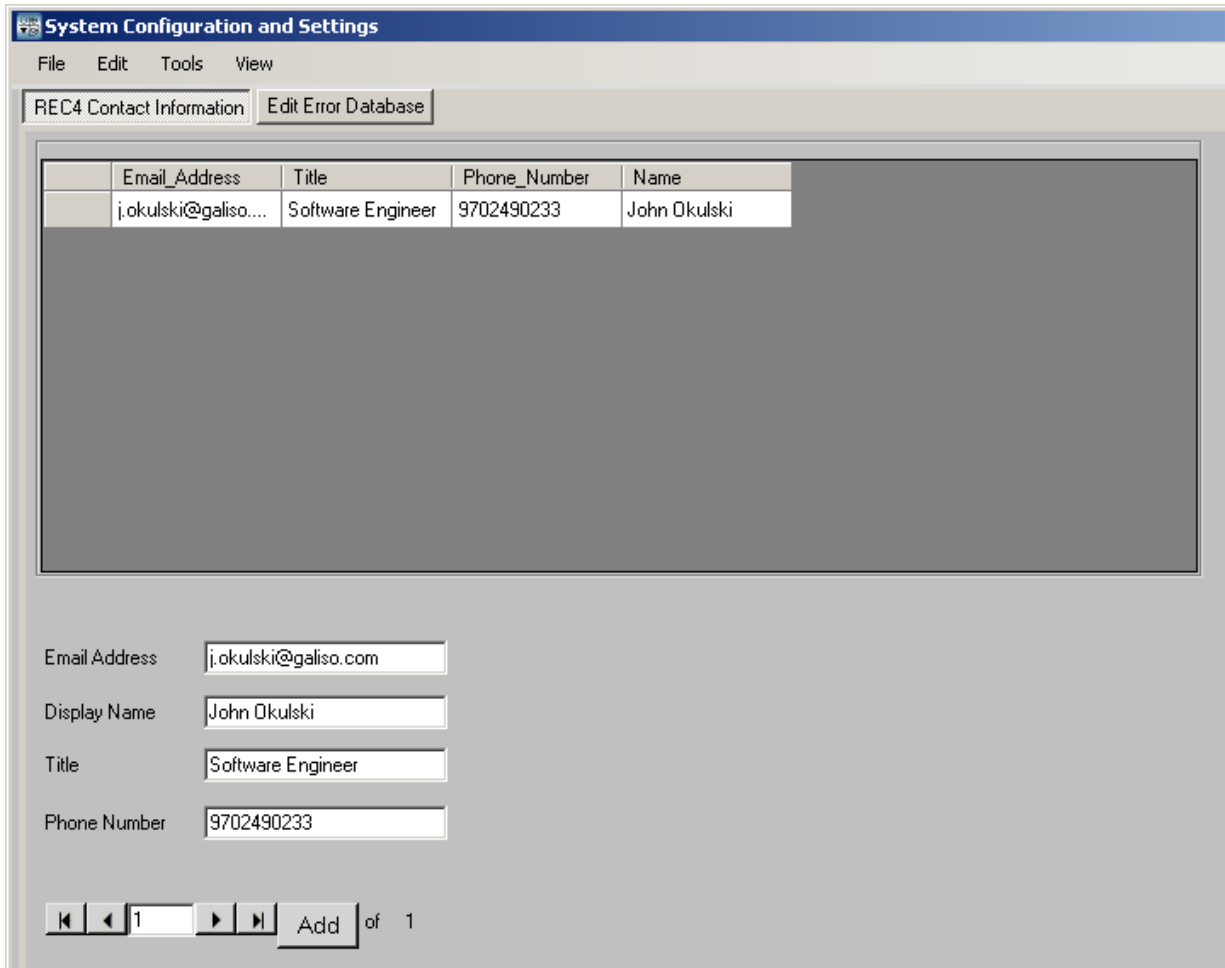 System Configuration and Settings
File Edit Tools View
REC4 Contact Information Edit Error Database
Email_Address Title Phone_Number Name
j.okulski@galiso.... Software Engineer 9702490233 John Okulski
Email Address j.okulski@galiso.com
Display Name John Okulski
Title Software Engineer
Phone Number 9702490233
1 Add of 1